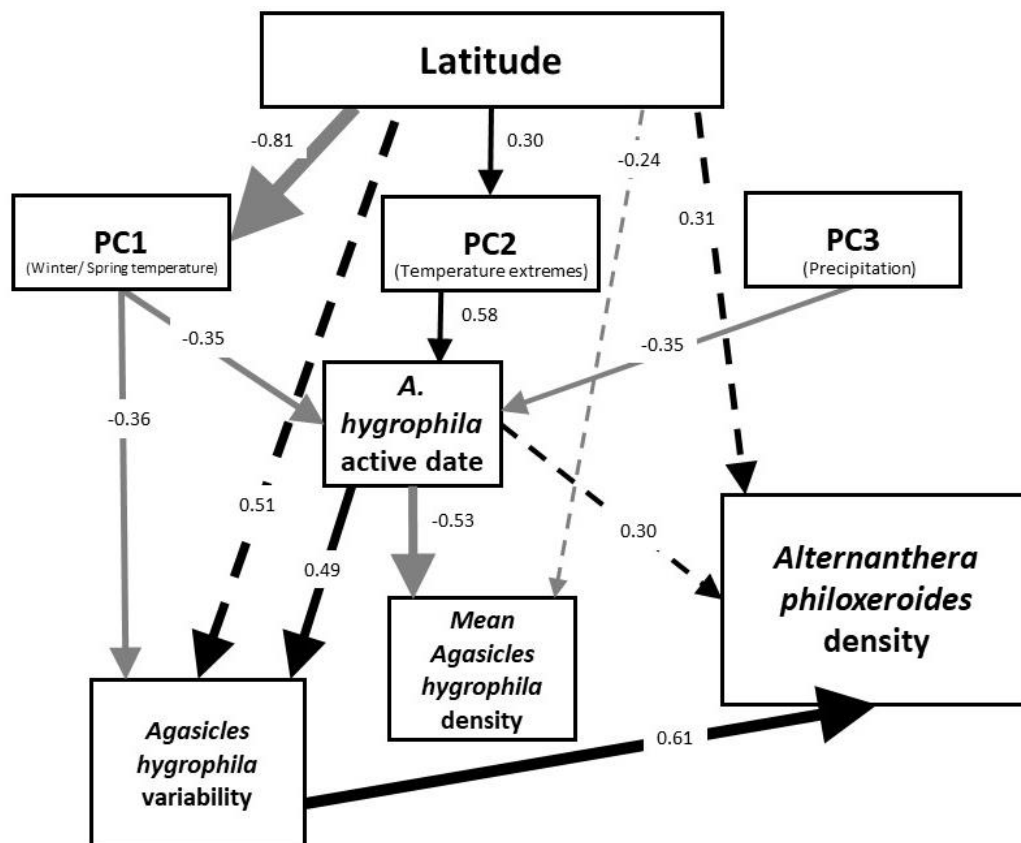 Latitude
-0.81
0.30
-0.24
0.31
PC1
(Winter/ Spring temperature)
PC2
(Temperature extremes)
PC3
(Precipitation)
-0.35
0.58
-0.35
-0.36
A.
hygrophila
active date
0.51
-0.53
0.30
0.49
Alternanthera
philoxeroides
density
Mean
Agasicles
hygrophila
density
Agasicles
hygrophila
variability
0.61